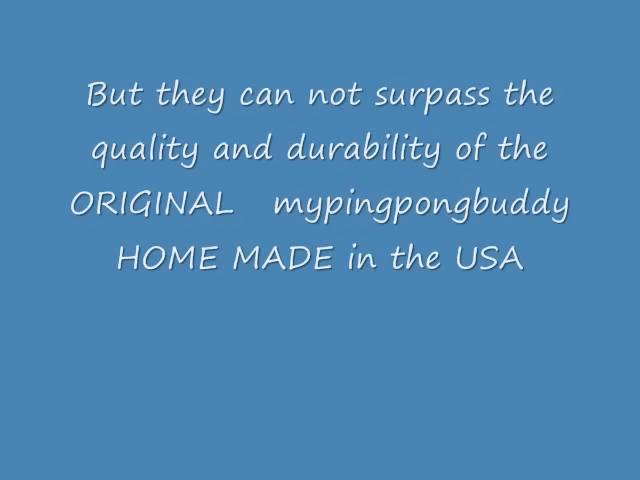 But they can not surpass the
quality and durability of the
ORIGINAL mypingpongbuddy
HOME MADE in the USA